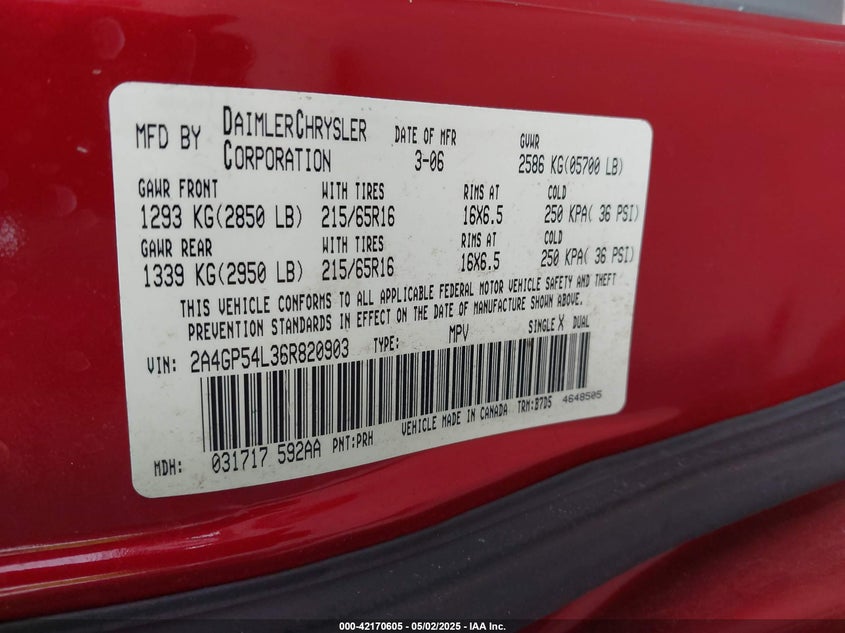 MFD BY DAIMLERCHRYSLER CORPORATION DATE OF MFR 3-06 GVWR 2586 KG(05700 LB)
GAWR FRONT WITH TIRES RIMS AT COLD
1293 KG(2850 LB) 215/65R16 16X6.5 250 KPA( 36 PSI)
GAWR REAR WITH TIRES RIMS AT COLD
1339 KG(2950 LB) 215/65R16 16X6.5 250 KPA( 36 PSI)
THIS VEHICLE CONFORMS TO ALL APPLICABLE FEDERAL MOTOR VEHICLE SAFETY AND THEFT
PREVENTION STANDARDS IN EFFECT ON THE DATE OF MANUFACTURE SHOWN ABOVE.
VIN: 2A4GP54L36R820903 TYPE: MPV SINGLE X DUAL
MDH: 031717 592AA PNT:PRH VEHICLE MADE IN CANADA TRM:B7D5 4648505
000-42170605 - 05/02/2025 - IAA Inc.